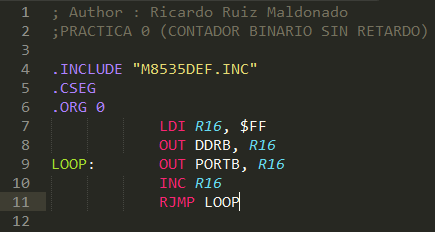 1 ; Author : Ricardo Ruiz Maldonado
2 ;PRACTICA 0 (CONTADOR BINARIO SIN RETARDO)
3
4 .INCLUDE "M8535DEF.INC"
5 .CSEG
6 .ORG 0
7 LDI R16, $FF
8 OUT DDRB, R16
9 LOOP: OUT PORTB, R16
10 INC R16
11 RJMP LOOP
12